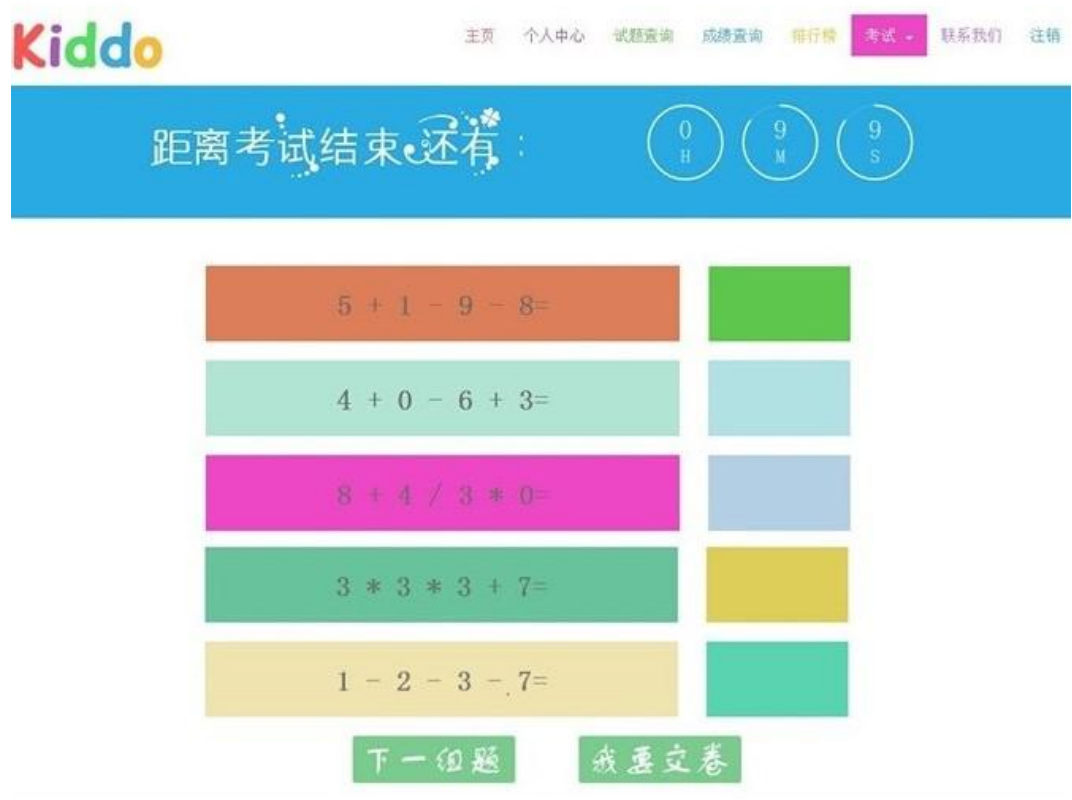 Kiddo
主页 个人中心 试题查询 成绩查询 排行榜 考试 联系我们 注销
距离考试结束还有：
0 9 9
H M S
5 + 1 - 9 - 8=
4 + 0 - 6 + 3=
8 + 4 / 3 * 0=
3 * 3 * 3 + 7=
1 - 2 - 3 - 7=
下一组题 我要交卷